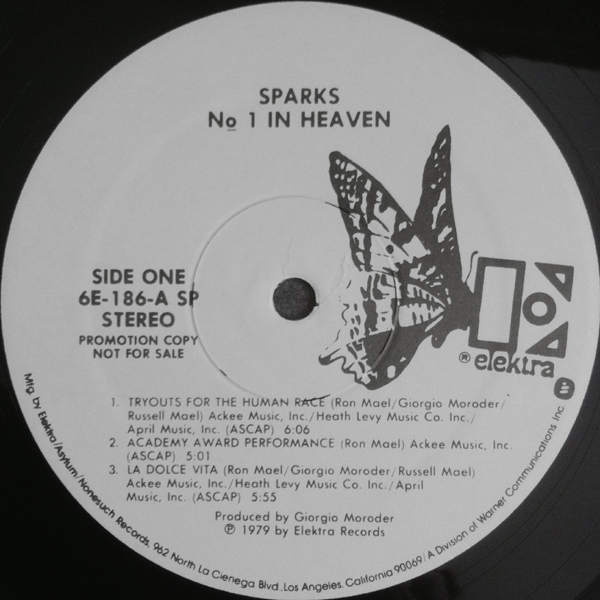 SPARKS
No 1 IN HEAVEN
SIDE ONE
6E-186-A SP
STEREO
PROMOTION COPY
NOT FOR SALE
® elektra
1. TRYOUTS FOR THE HUMAN RACE (Ron Mael/Giorgio Moroder/
Russell Mael) Ackee Music, Inc./Heath Levy Music Co. Inc./
April Music, Inc. (ASCAP) 6:06
2. ACADEMY AWARD PERFORMANCE (Ron Mael) Ackee Music, Inc.
(ASCAP) 5:01
3. LA DOLCE VITA (Ron Mael/Giorgio Moroder/Russell Mael)
Ackee Music, Inc./Heath Levy Music Co. Inc./April
Music, Inc. (ASCAP) 5:55
Produced by Giorgio Moroder
℗ 1979 by Elektra Records
Mfg. by Elektra/Asylum/Nonesuch Records, 962 North La Cienega Blvd., Los Angeles, California 90069/A Division of Warner Communications Inc